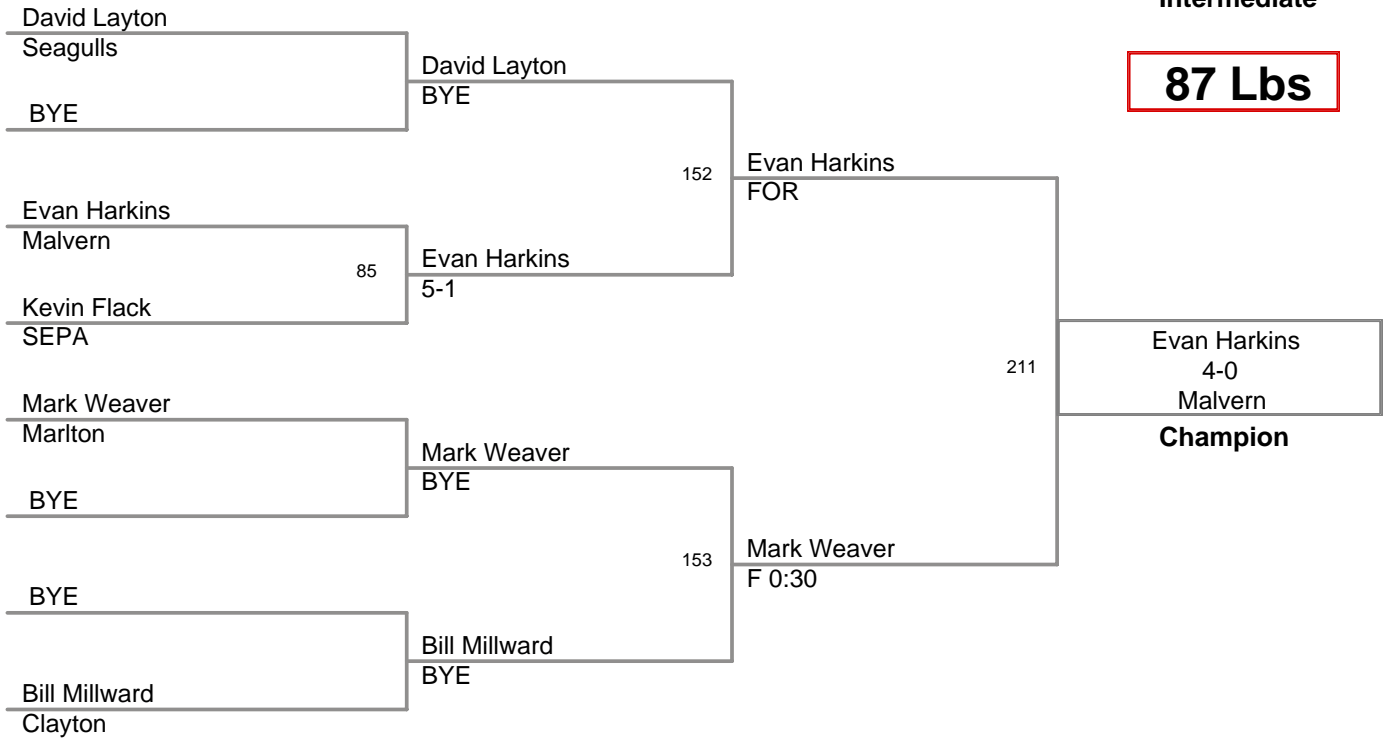 Intermediate
87 Lbs
David Layton
Seagulls
BYE
Evan Harkins
Malvern
85
Kevin Flack
SEPA
Mark Weaver
Marlton
BYE
BYE
Bill Millward
Clayton
David Layton
BYE
152
Evan Harkins
5-1
Mark Weaver
BYE
153
Bill Millward
BYE
Evan Harkins
FOR
211
Mark Weaver
F 0:30
Evan Harkins
4-0
Malvern
Champion